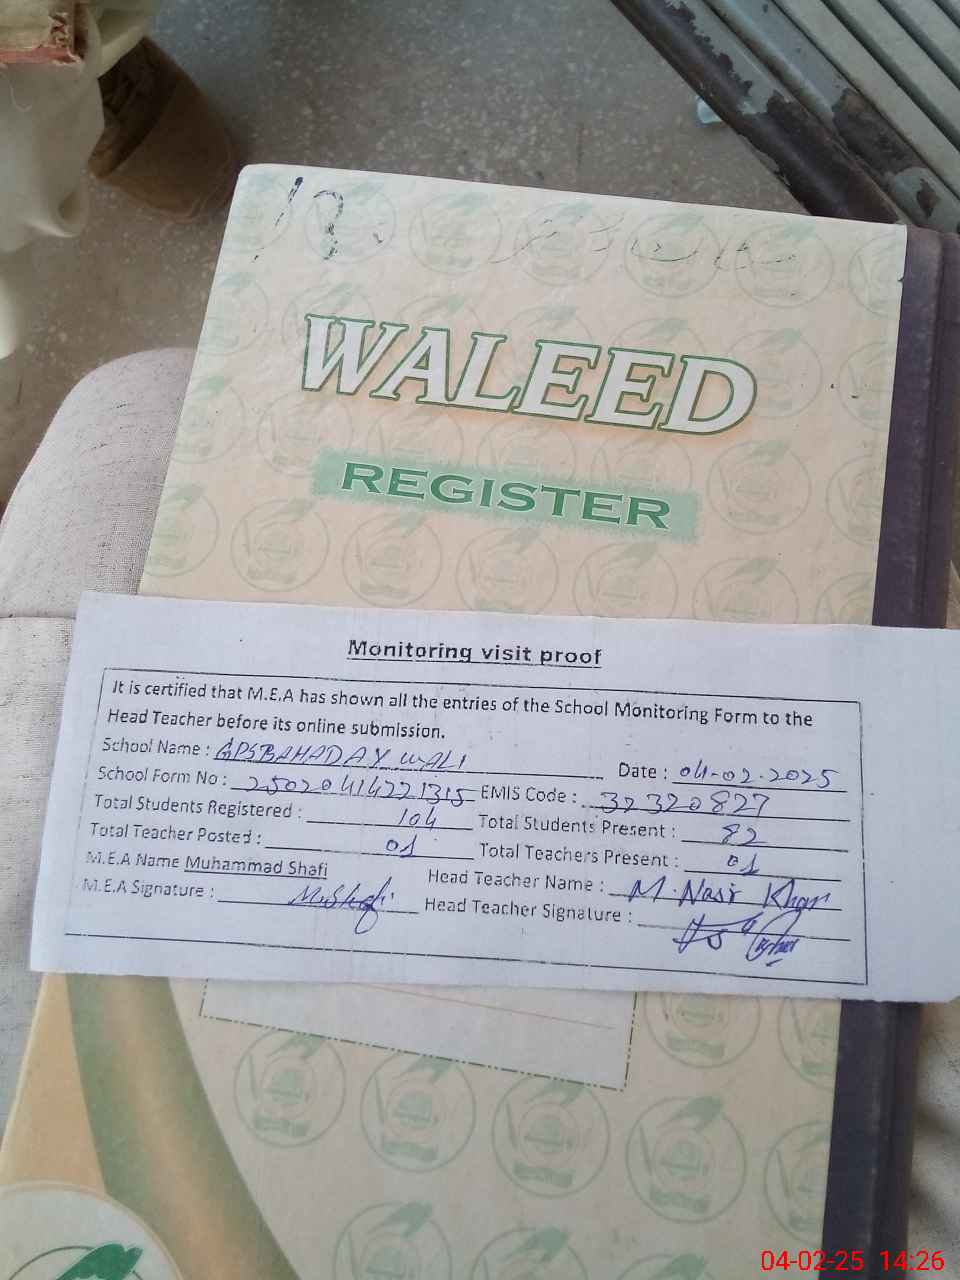 WALEED
REGISTER
Monitoring visit proof
It is certified that M.E.A has shown all the entries of the School Monitoring Form to the
Head Teacher before its online submission.
School Name : GPS BAHADAY WALI Date : 04-02-2025
School Form No : 25020414221315 EMIS Code : 32320827
Total Students Registered : 104 Total Students Present : 82
Total Teacher Posted : 01 Total Teachers Present : 01
M.E.A Name Muhammad Shafi Head Teacher Name : M. Nasir Khan
M.E.A Signature : M.Shafi Head Teacher Signature :
04-02-25 14:26